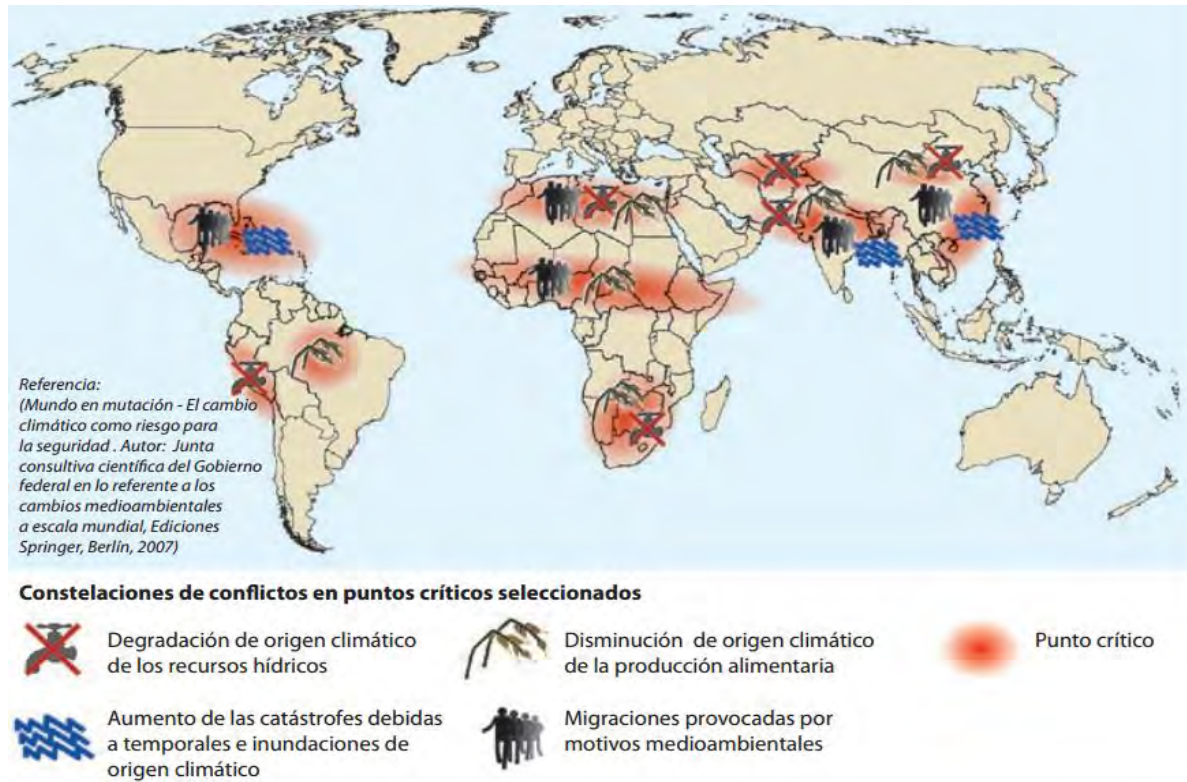 Referencia:
(Mundo en mutación - El cambio
climático como riesgo para
la seguridad . Autor: Junta
consultiva científica del Gobierno
federal en lo referente a los
cambios medioambientales
a escala mundial, Ediciones
Springer, Berlín, 2007)
Constelaciones de conflictos en puntos críticos seleccionados
Degradación de origen climático
de los recursos hídricos
Disminución de origen climático
de la producción alimentaria
Punto crítico
Aumento de las catástrofes debidas
a temporales e inundaciones de
origen climático
Migraciones provocadas por
motivos medioambientales